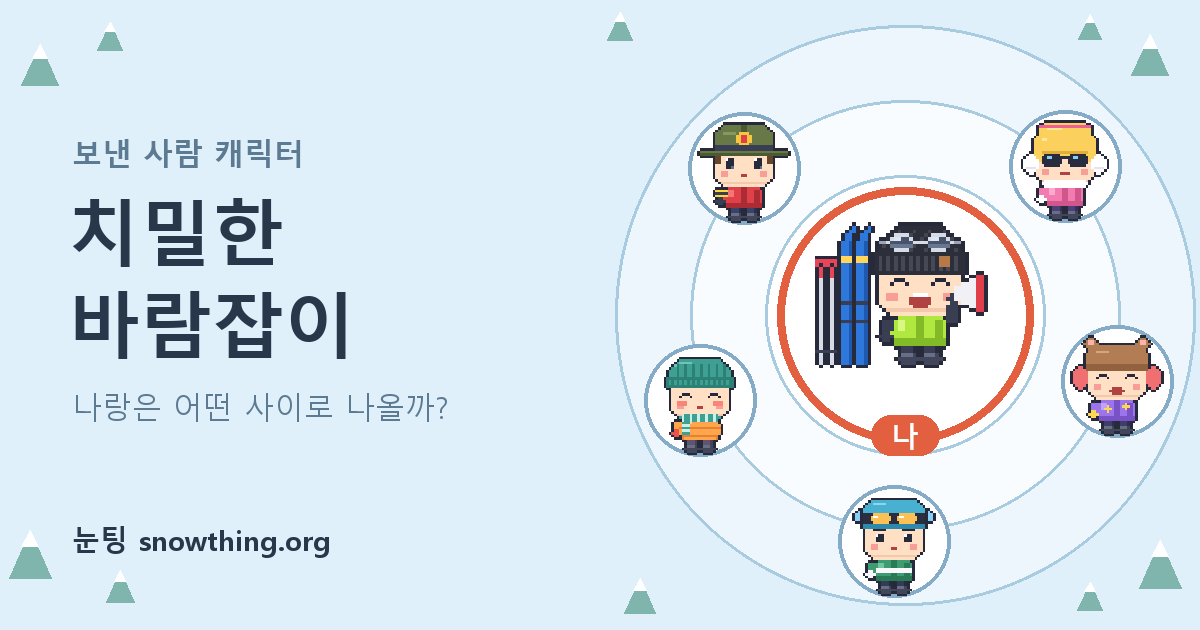 보낸 사람 캐릭터
치밀한
바람잡이
나랑은 어떤 사이로 나올까?
눈팅 snowthing.org
나